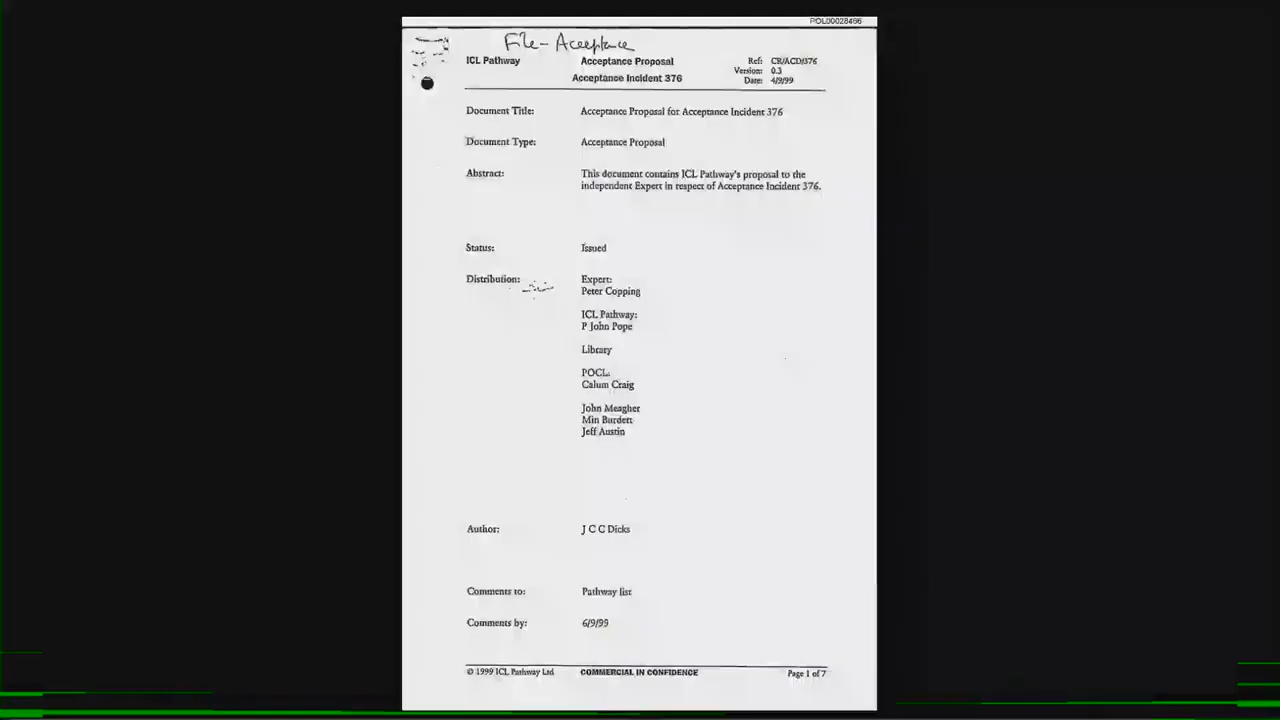 POL00028466
File - Acceptance
ICL Pathway Acceptance Proposal Ref: CR/ACD/376
Acceptance Incident 376 Version: 0.3
Date: 4/9/99
Document Title: Acceptance Proposal for Acceptance Incident 376
Document Type: Acceptance Proposal
Abstract: This document contains ICL Pathway's proposal to the
independent Expert in respect of Acceptance Incident 376.
Status: Issued
Distribution: Expert:
Peter Copping
ICL Pathway:
P John Pope
Library
POCL:
Calum Craig
John Meagher
Min Burdett
Jeff Austin
Author: J C C Dicks
Comments to: Pathway list
Comments by: 6/9/99
© 1999 ICL Pathway Ltd COMMERCIAL IN CONFIDENCE Page 1 of 7